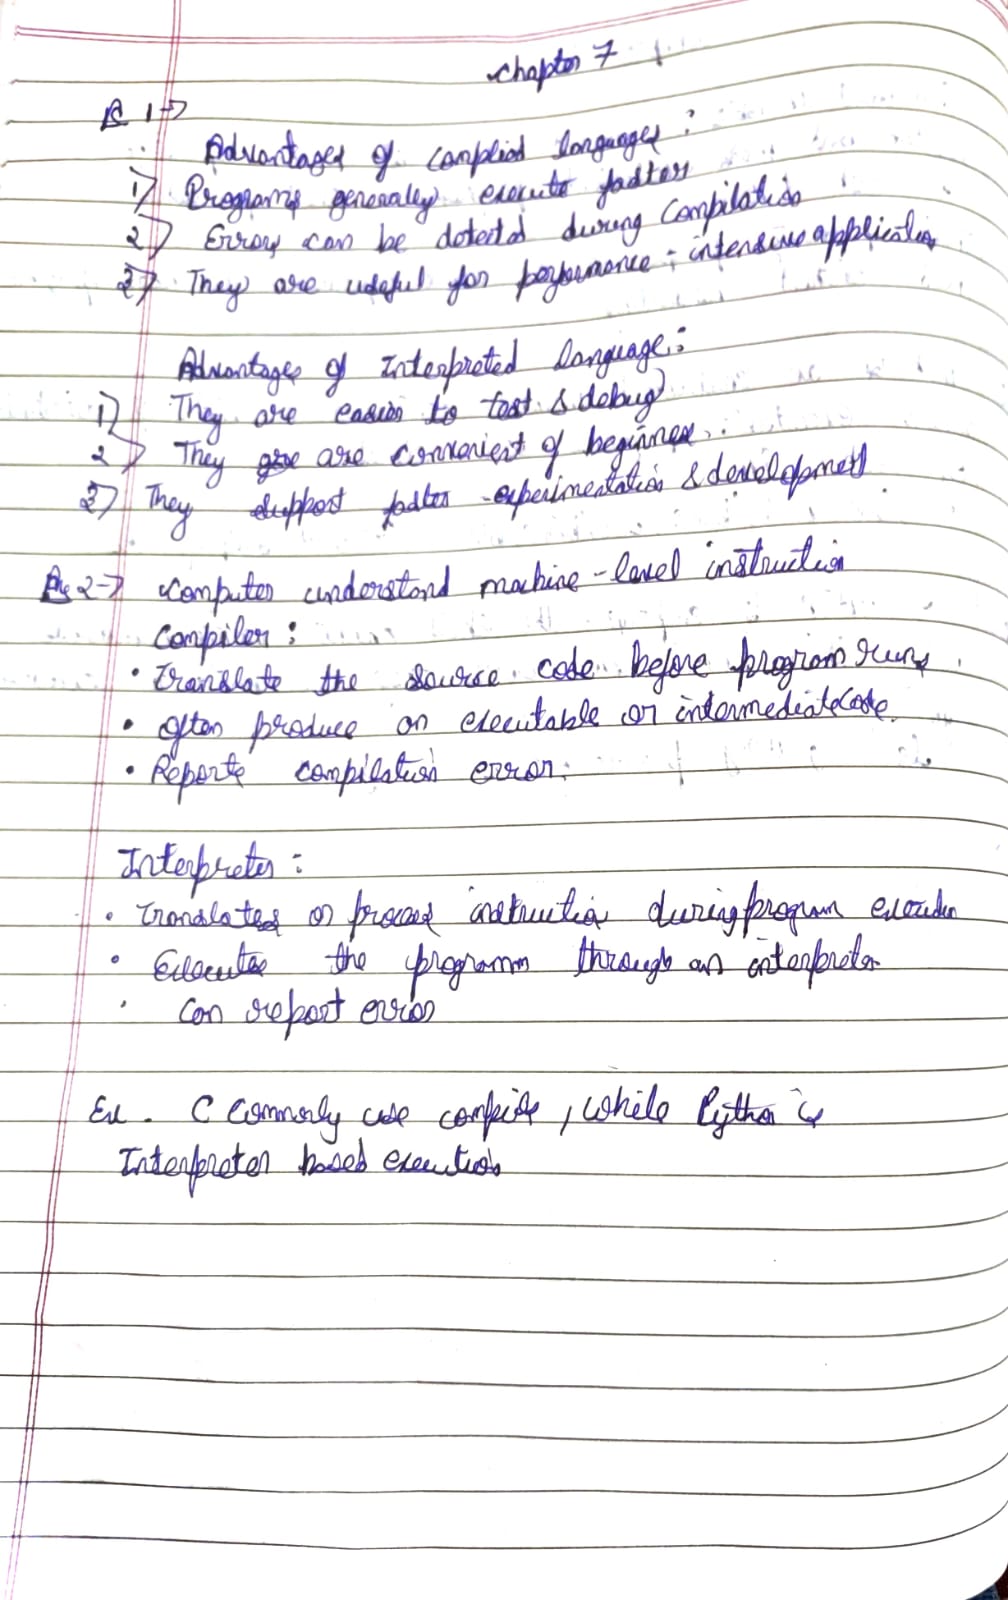 Chapter 7
1→
Advantages of complied languages:
1) Programs generally execute faster
2) Errors can be detected during compilation
3) They are useful for performance-intensive application
Advantages of Interpreted language:
1) They are easier to test & debug
2) They are convenient of beginner.
3) They support faster experimentation & development
2→ Computer understand machine-level instruction
Compiler:
• Translate the source code before program runs
• Often produce an executable or intermediate code.
• Reports compilation error.
Interpreter:
• Translates or process instruction during program execution
• Executes the programm through an interpreter
• Can report error
Ex. C commonly use compile, while Python is
Interpreter based execution